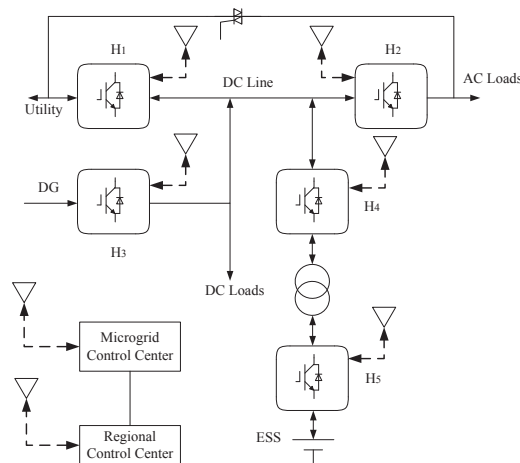 H1
H2
DC Line
AC Loads
Utility
DG
H4
H3
DC Loads
Microgrid
Control Center
H5
ESS
Regional
Control Center